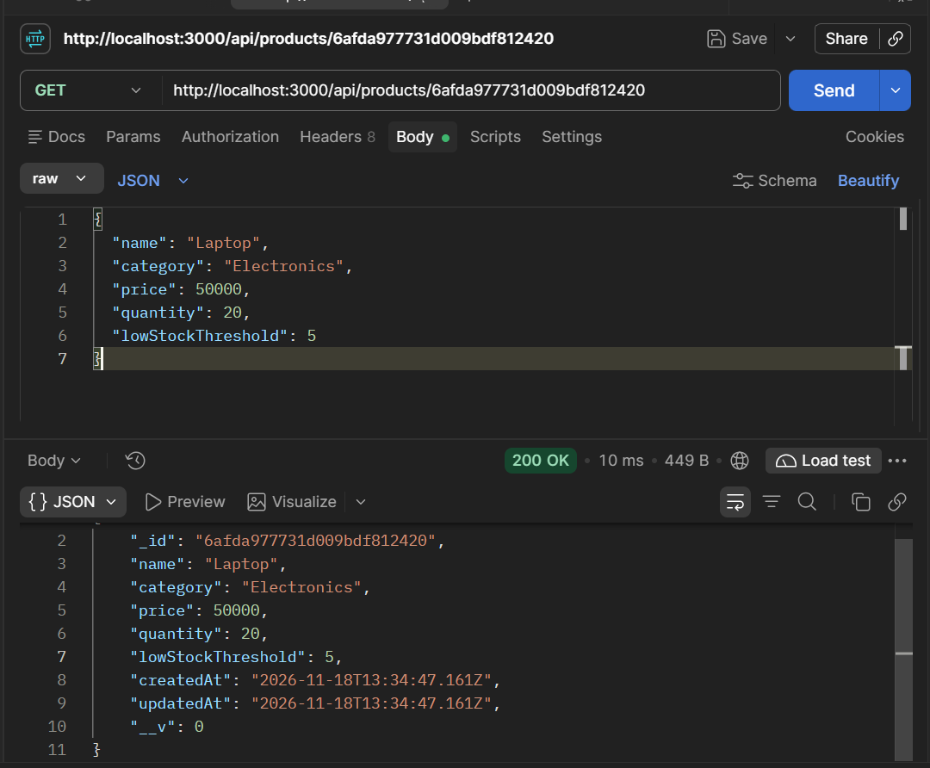 HTTP http://localhost:3000/api/products/6afda977731d009bdf812420 Save Share
GET http://localhost:3000/api/products/6afda977731d009bdf812420 Send
Docs Params Authorization Headers 8 Body Scripts Settings Cookies
raw JSON Schema Beautify
1 {
2 "name": "Laptop",
3 "category": "Electronics",
4 "price": 50000,
5 "quantity": 20,
6 "lowStockThreshold": 5
7 }
Body 200 OK • 10 ms • 449 B • Load test
{} JSON Preview Visualize
2 "_id": "6afda977731d009bdf812420",
3 "name": "Laptop",
4 "category": "Electronics",
5 "price": 50000,
6 "quantity": 20,
7 "lowStockThreshold": 5,
8 "createdAt": "2026-11-18T13:34:47.161Z",
9 "updatedAt": "2026-11-18T13:34:47.161Z",
10 "__v": 0
11 }